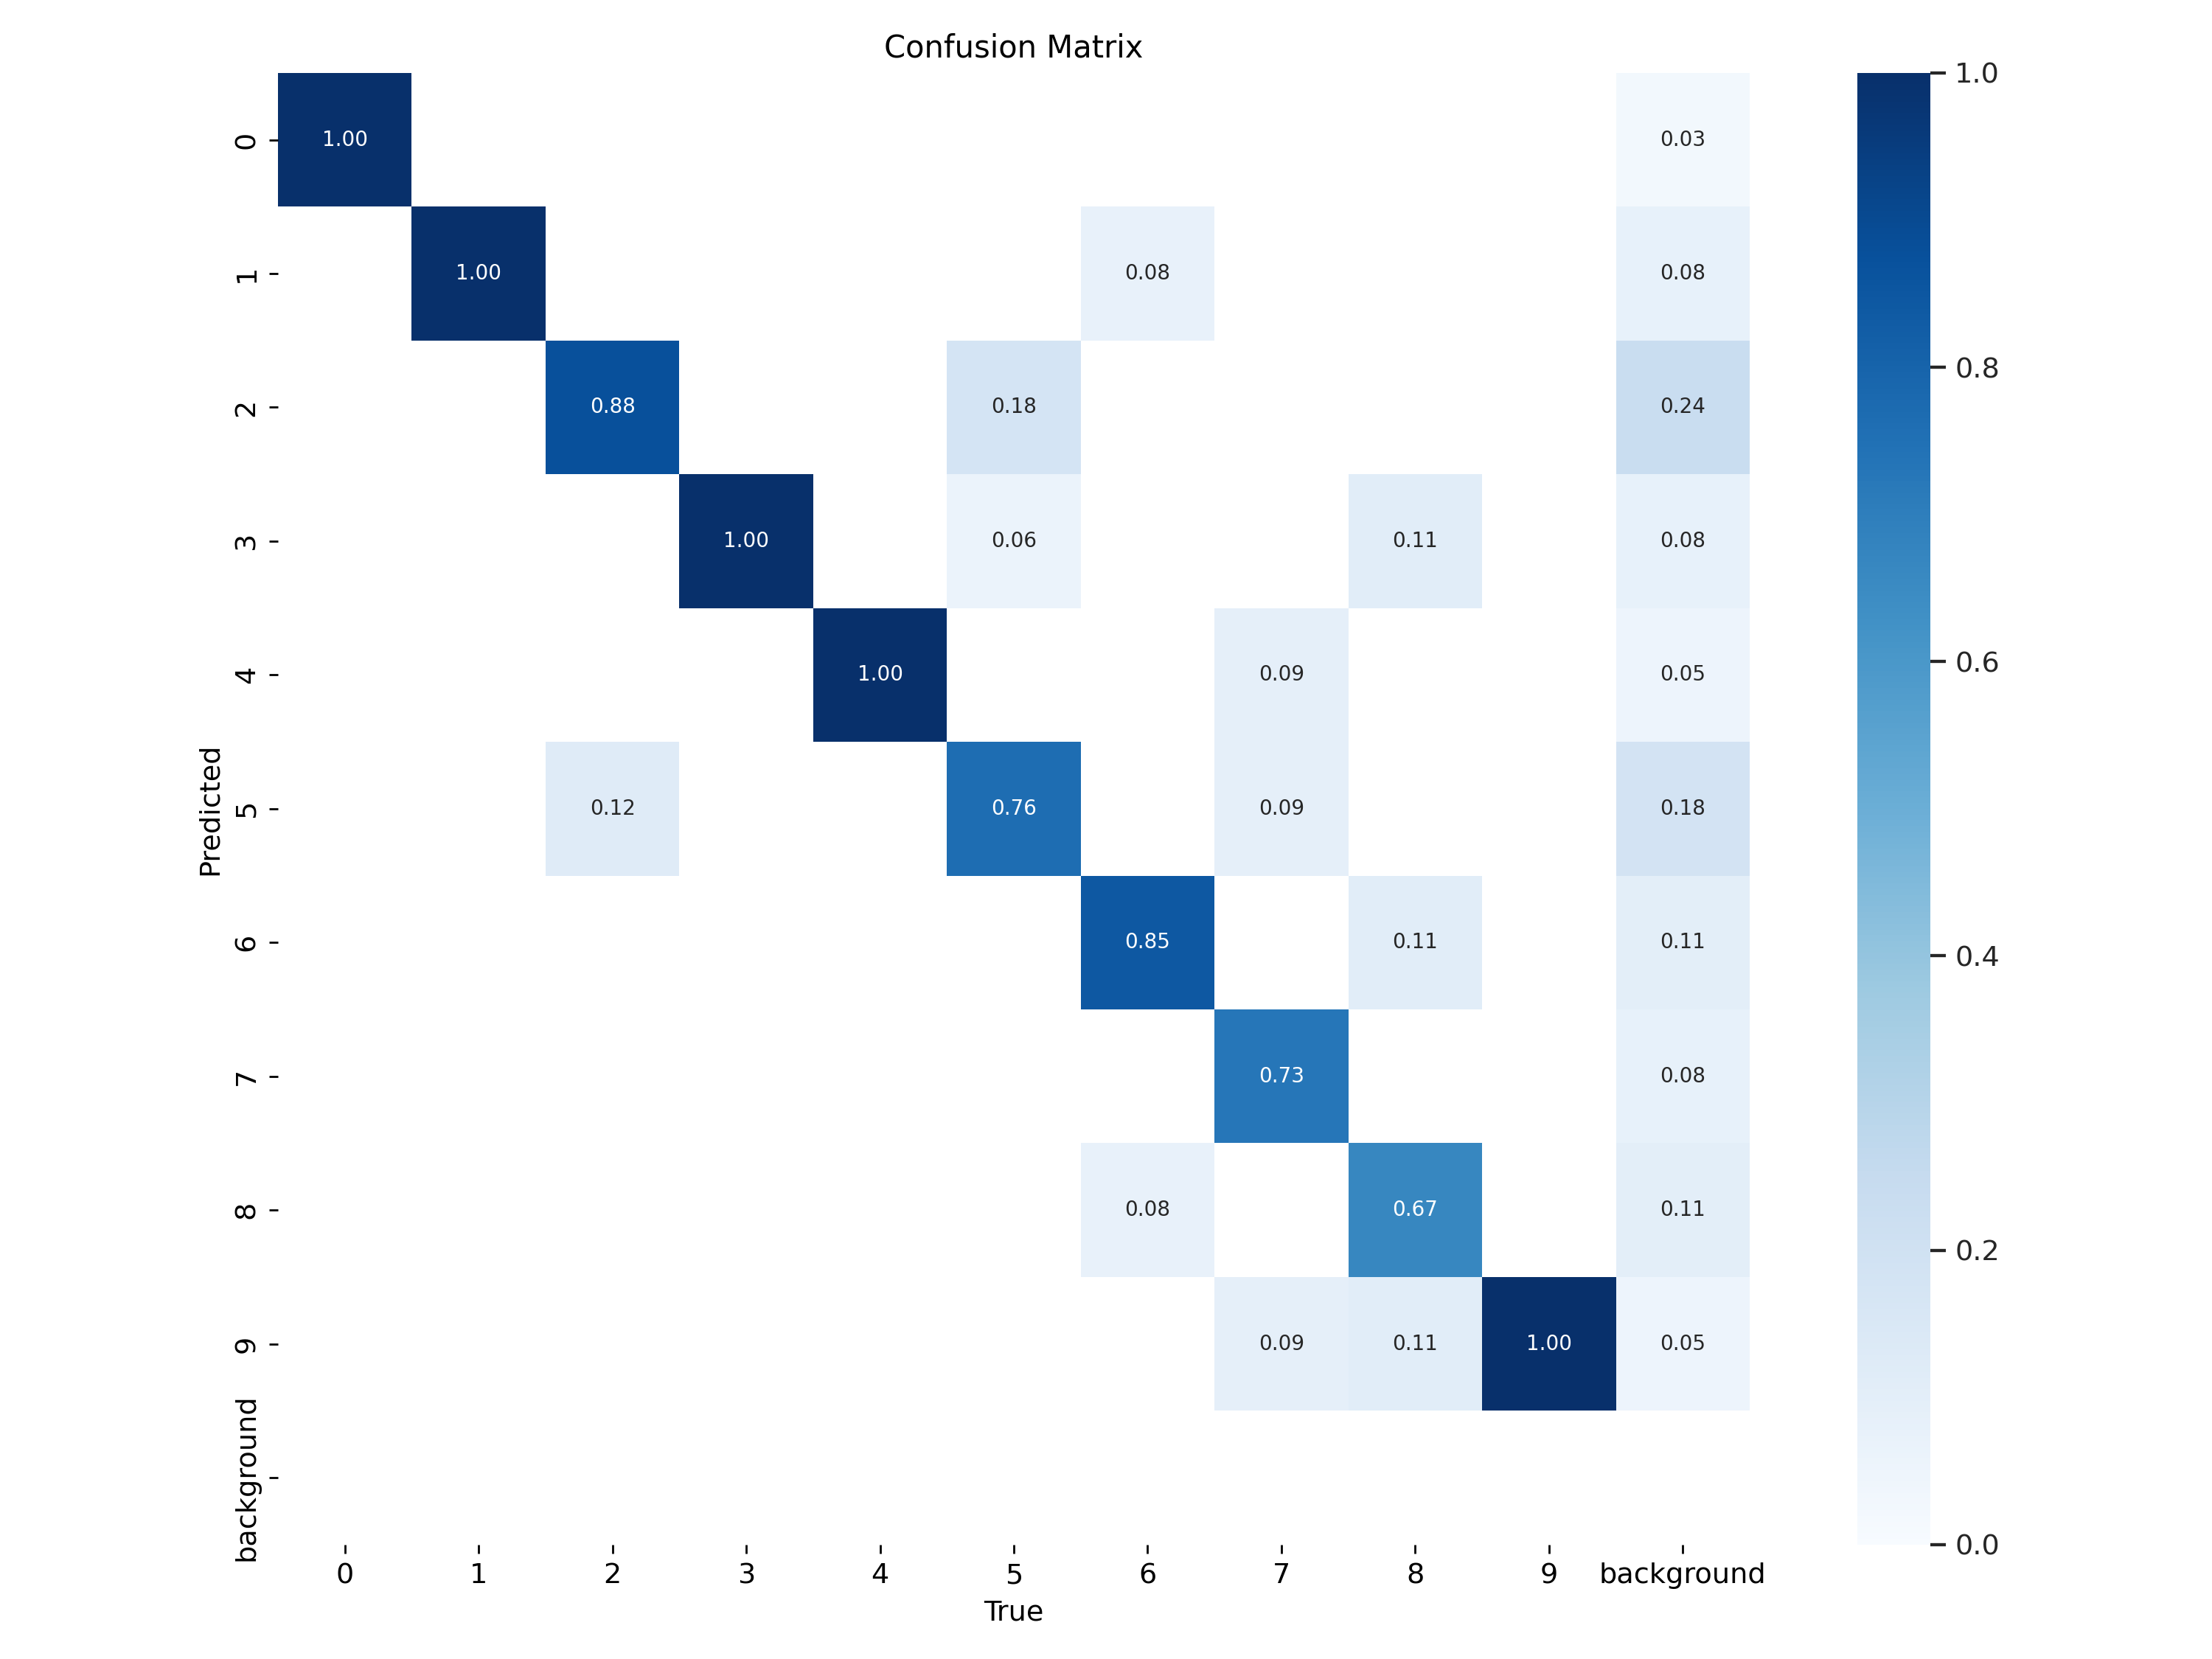 Confusion Matrix
0 1.00 0.03
1 1.00 0.08 0.08
2 0.88 0.18 0.24
3 1.00 0.06 0.11 0.08
4 1.00 0.09 0.05
5 0.12 0.76 0.09 0.18
6 0.85 0.11 0.11
7 0.73 0.08
8 0.08 0.67 0.11
9 0.09 0.11 1.00 0.05
background
Predicted
0 1 2 3 4 5 6 7 8 9 background
True
1.0
0.8
0.6
0.4
0.2
0.0